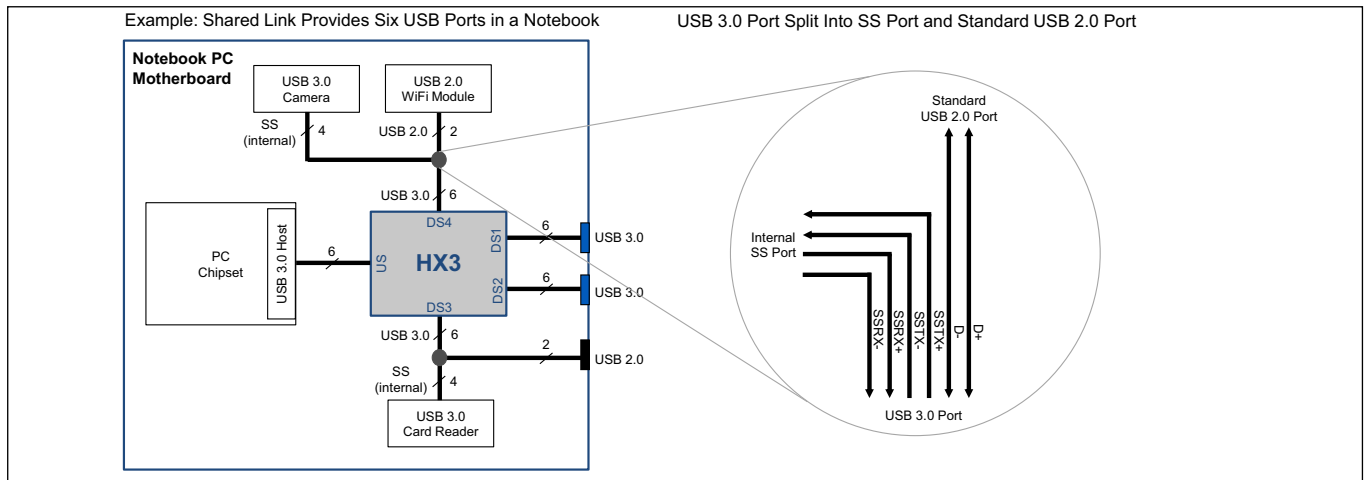 Example: Shared Link Provides Six USB Ports in a Notebook
USB 3.0 Port Split Into SS Port and Standard USB 2.0 Port
Notebook PC
Motherboard
USB 3.0
Camera
USB 2.0
WiFi Module
SS
(internal)
4
USB 2.0
2
USB 3.0
6
DS4
PC
Chipset
USB 3.0 Host
6
US
HX3
DS1
6
USB 3.0
DS2
6
USB 3.0
DS3
USB 3.0
6
2
USB 2.0
SS
(internal)
4
USB 3.0
Card Reader
Standard
USB 2.0 Port
Internal
SS Port
SSRX-
SSRX+
SSTX-
SSTX+
D-
D+
USB 3.0 Port